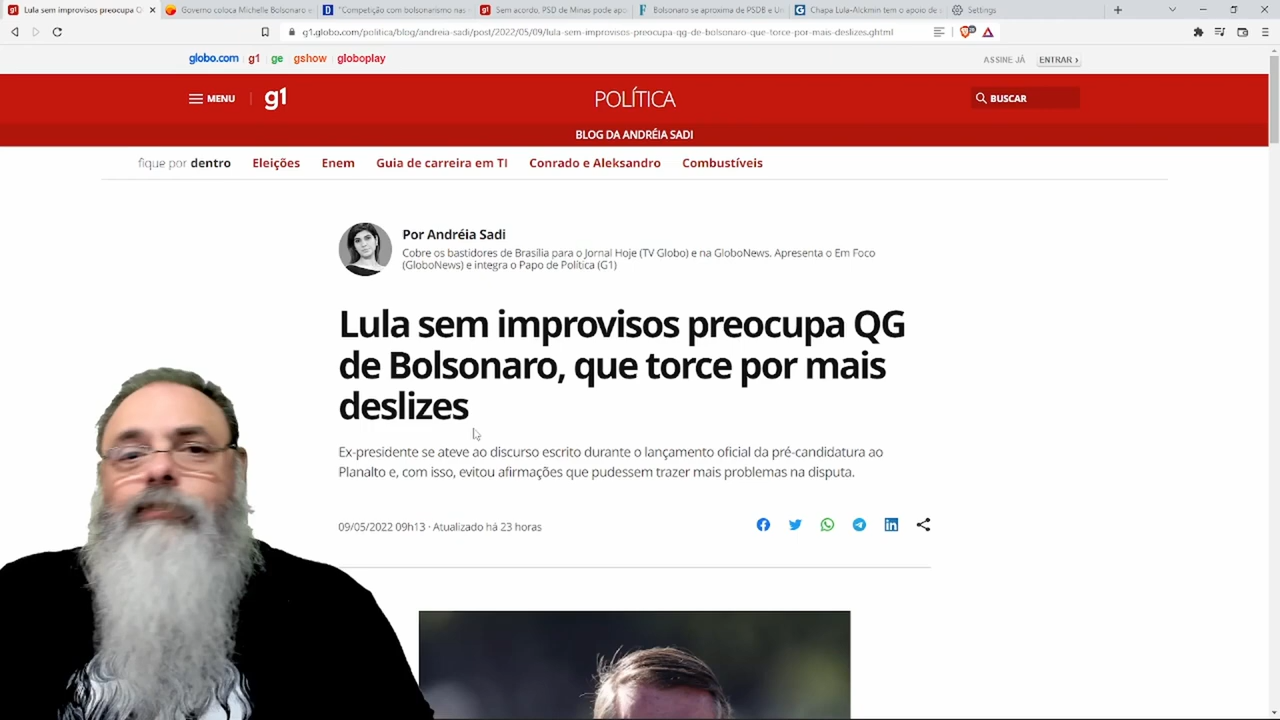 Lula sem improvisos preocupa Q
Governo coloca Michelle Bolsonaro e
"Competição com bolsonarismo nas
Sem acordo, PSD de Minas pode apo
Bolsonaro se aproxima de PSDB e Un
Chapa Lula-Alckmin tem o apoio de
Settings
g1.globo.com/politica/blog/andreia-sadi/post/2022/05/09/lula-sem-improvisos-preocupa-qg-de-bolsonaro-que-torce-por-mais-deslizes.ghtml
globo.com g1 ge gshow globoplay
ASSINE JÁ ENTRAR ›
MENU g1 POLÍTICA BUSCAR
BLOG DA ANDRÉIA SADI
fique por dentro Eleições Enem Guia de carreira em TI Conrado e Aleksandro Combustíveis
Por Andréia Sadi
Cobre os bastidores de Brasília para o Jornal Hoje (TV Globo) e na GloboNews. Apresenta o Em Foco
(GloboNews) e integra o Papo de Política (G1)
Lula sem improvisos preocupa QG
de Bolsonaro, que torce por mais
deslizes
Ex-presidente se ateve ao discurso escrito durante o lançamento oficial da pré-candidatura ao
Planalto e, com isso, evitou afirmações que pudessem trazer mais problemas na disputa.
09/05/2022 09h13 · Atualizado há 23 horas